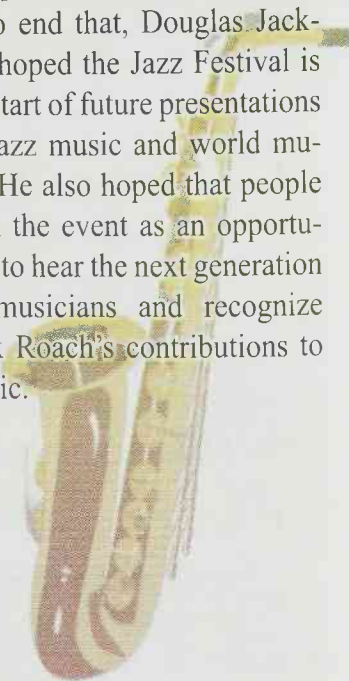 o end that, Douglas Jack-
hoped the Jazz Festival is
tart of future presentations
azz music and world mu-
He also hoped that people
the event as an opportu-
to hear the next generation
musicians and recognize
Roach's contributions to
ic.